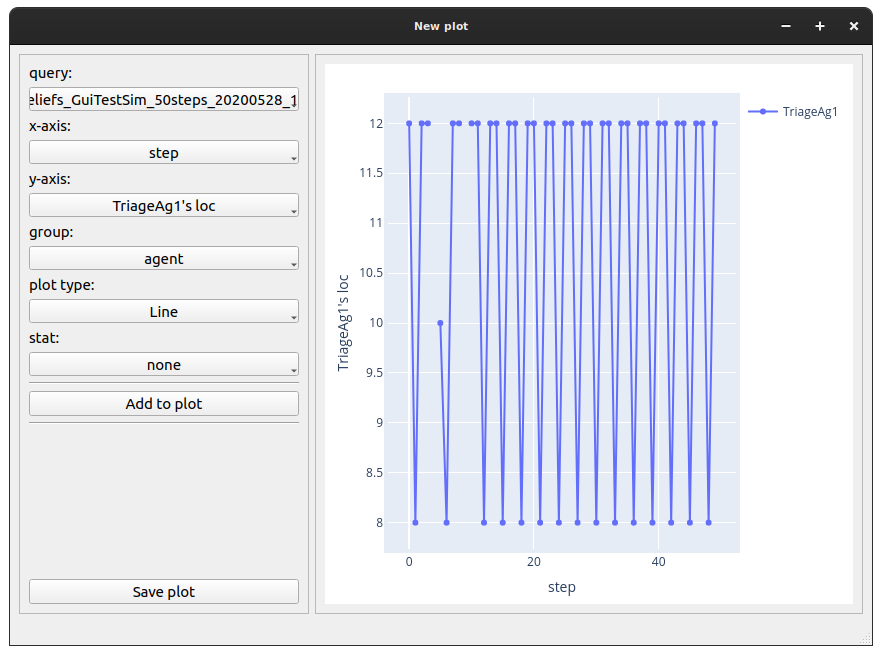 New plot
query:
eliefs_GuiTestSim_50steps_20200528_1
x-axis:
step
y-axis:
TriageAg1's loc
group:
agent
plot type:
Line
stat:
none
Add to plot
Save plot
TriageAg1
12
11.5
11
10.5
10
9.5
9
8.5
8
TriageAg1's loc
0
20
40
step